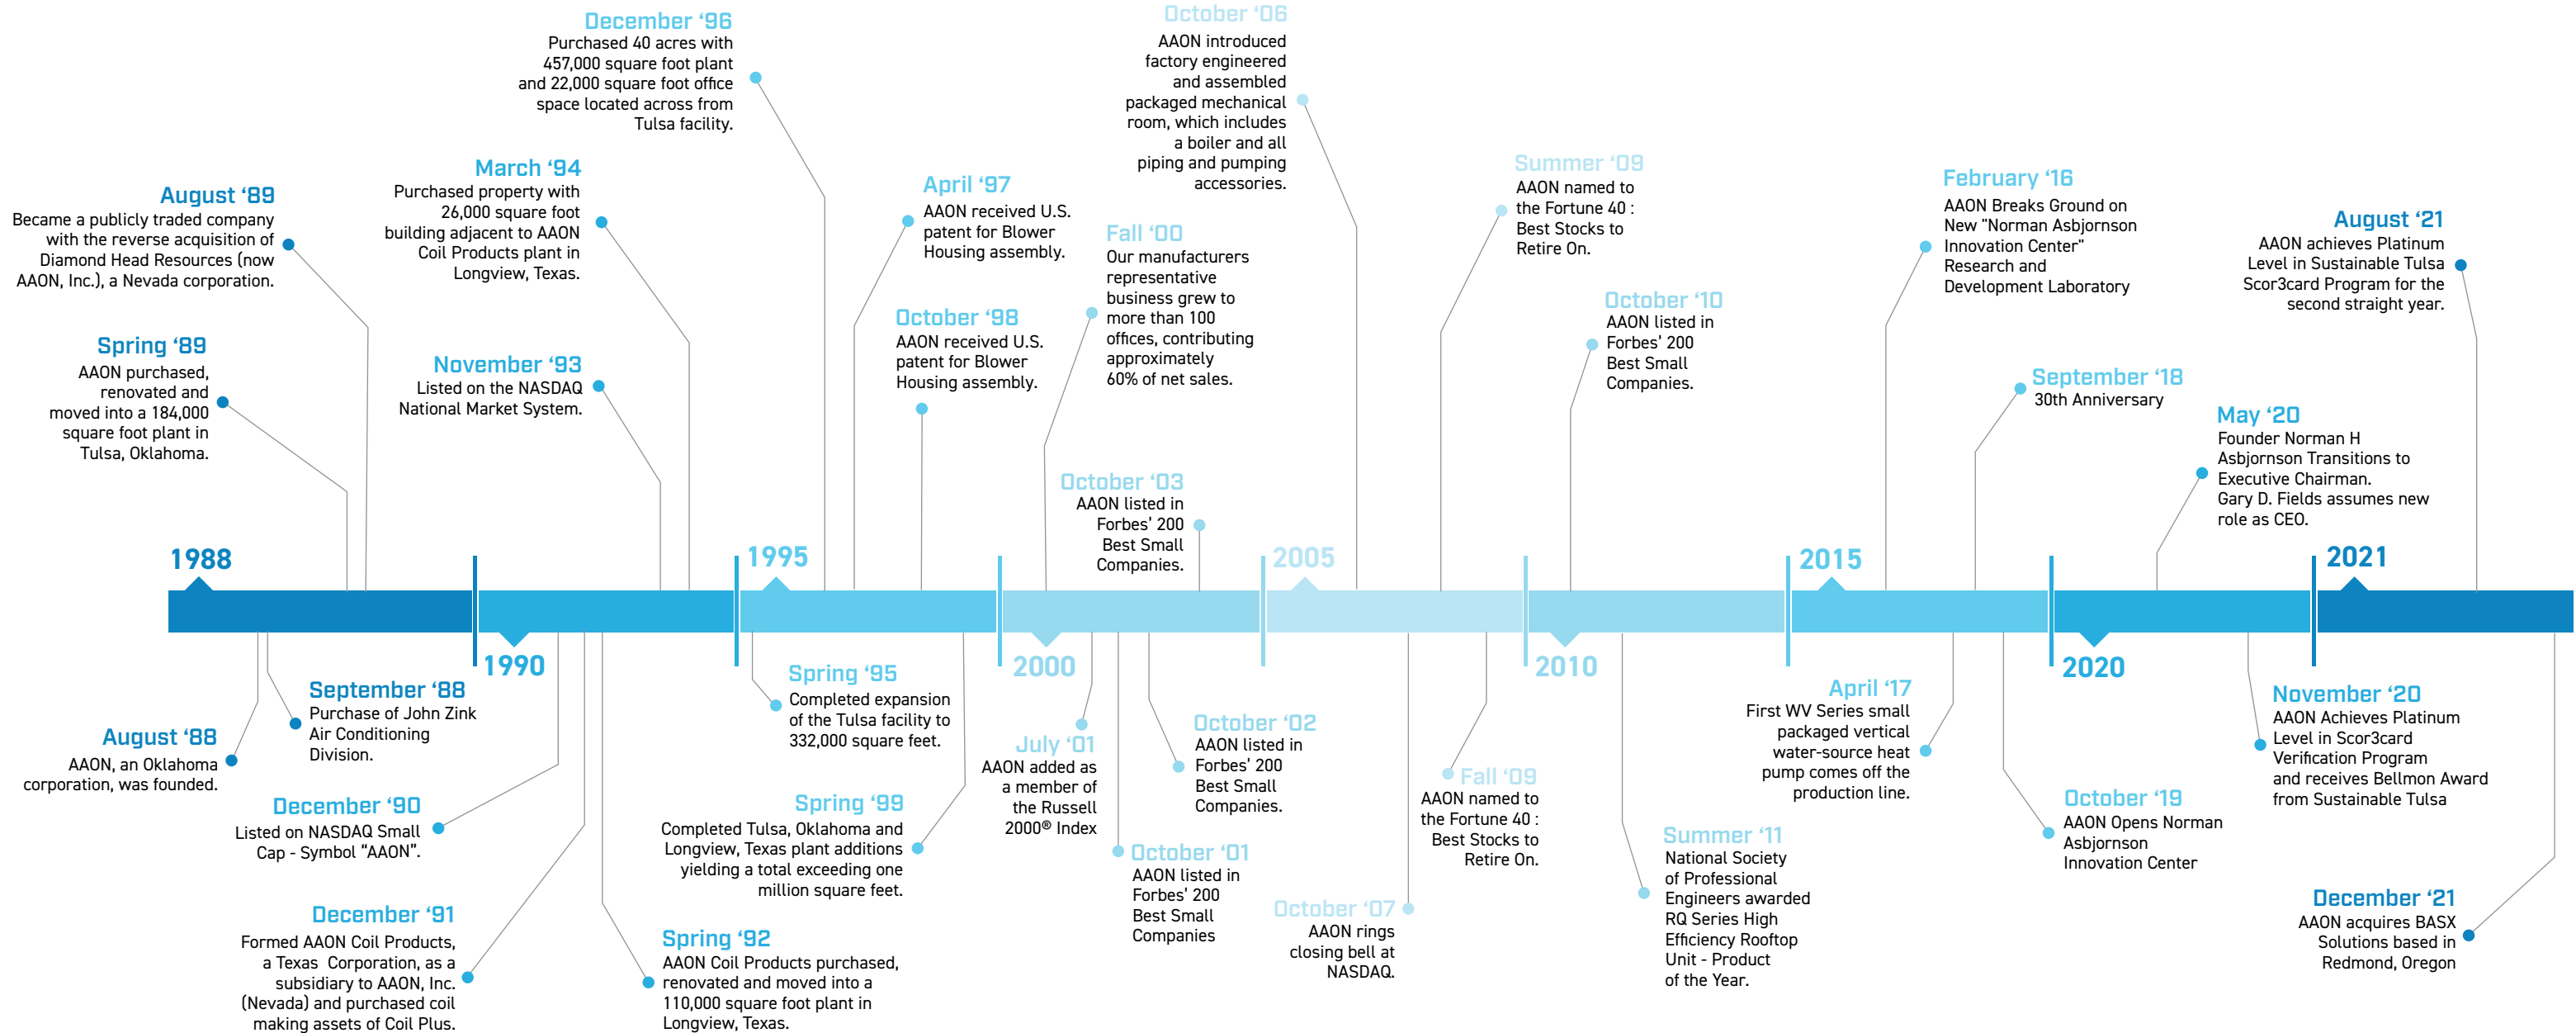 December ‘96
Purchased 40 acres with
457,000 square foot plant
and 22,000 square foot office
space located across from
Tulsa facility.
October ‘06
AAON introduced
factory engineered
and assembled
packaged mechanical
room, which includes
a boiler and all
piping and pumping
accessories.
August ‘89
Became a publicly traded company
with the reverse acquisition of
Diamond Head Resources (now
AAON, Inc.), a Nevada corporation.
March ‘94
Purchased property with
26,000 square foot
building adjacent to AAON
Coil Products plant in
Longview, Texas.
April ‘97
AAON received U.S.
patent for Blower
Housing assembly.
Fall ‘00
Our manufacturers
representative
business grew to
more than 100
offices, contributing
approximately
60% of net sales.
Summer ‘09
AAON named to
the Fortune 40 :
Best Stocks to
Retire On.
February ‘16
AAON Breaks Ground on
New "Norman Asbjornson
Innovation Center"
Research and
Development Laboratory
August ‘21
AAON achieves Platinum
Level in Sustainable Tulsa
Scor3card Program for the
second straight year.
Spring ‘89
AAON purchased,
renovated and
moved into a 184,000
square foot plant in
Tulsa, Oklahoma.
November ‘93
Listed on the NASDAQ
National Market System.
October ‘98
AAON received U.S.
patent for Blower
Housing assembly.
October ‘03
AAON listed in
Forbes’ 200
Best Small
Companies.
October ‘10
AAON listed in
Forbes’ 200
Best Small
Companies.
September ‘18
30th Anniversary
May ‘20
Founder Norman H
Asbjornson Transitions to
Executive Chairman.
Gary D. Fields assumes new
role as CEO.
1988
1995
2005
2015
2021
1990
2000
2010
2020
August ‘88
AAON, an Oklahoma
corporation, was founded.
September ‘88
Purchase of John Zink
Air Conditioning
Division.
December ‘90
Listed on NASDAQ Small
Cap - Symbol “AAON”.
December ‘91
Formed AAON Coil Products,
a Texas Corporation, as a
subsidiary to AAON, Inc.
(Nevada) and purchased coil
making assets of Coil Plus.
Spring ‘92
AAON Coil Products purchased,
renovated and moved into a
110,000 square foot plant in
Longview, Texas.
Spring ‘95
Completed expansion
of the Tulsa facility to
332,000 square feet.
Spring ‘99
Completed Tulsa, Oklahoma and
Longview, Texas plant additions
yielding a total exceeding one
million square feet.
July ‘01
AAON added as
a member of
the Russell
2000® Index
October ‘01
AAON listed in
Forbes’ 200
Best Small
Companies
October ‘02
AAON listed in
Forbes’ 200
Best Small
Companies.
October ‘07
AAON rings
closing bell at
NASDAQ.
Fall ‘09
AAON named to
the Fortune 40 :
Best Stocks to
Retire On.
Summer ‘11
National Society
of Professional
Engineers awarded
RQ Series High
Efficiency Rooftop
Unit - Product
of the Year.
April ‘17
First WV Series small
packaged vertical
water-source heat
pump comes off the
production line.
October ‘19
AAON Opens Norman
Asbjornson
Innovation Center
November ‘20
AAON Achieves Platinum
Level in Scor3card
Verification Program
and receives Bellmon Award
from Sustainable Tulsa
December ‘21
AAON acquires BASX
Solutions based in
Redmond, Oregon